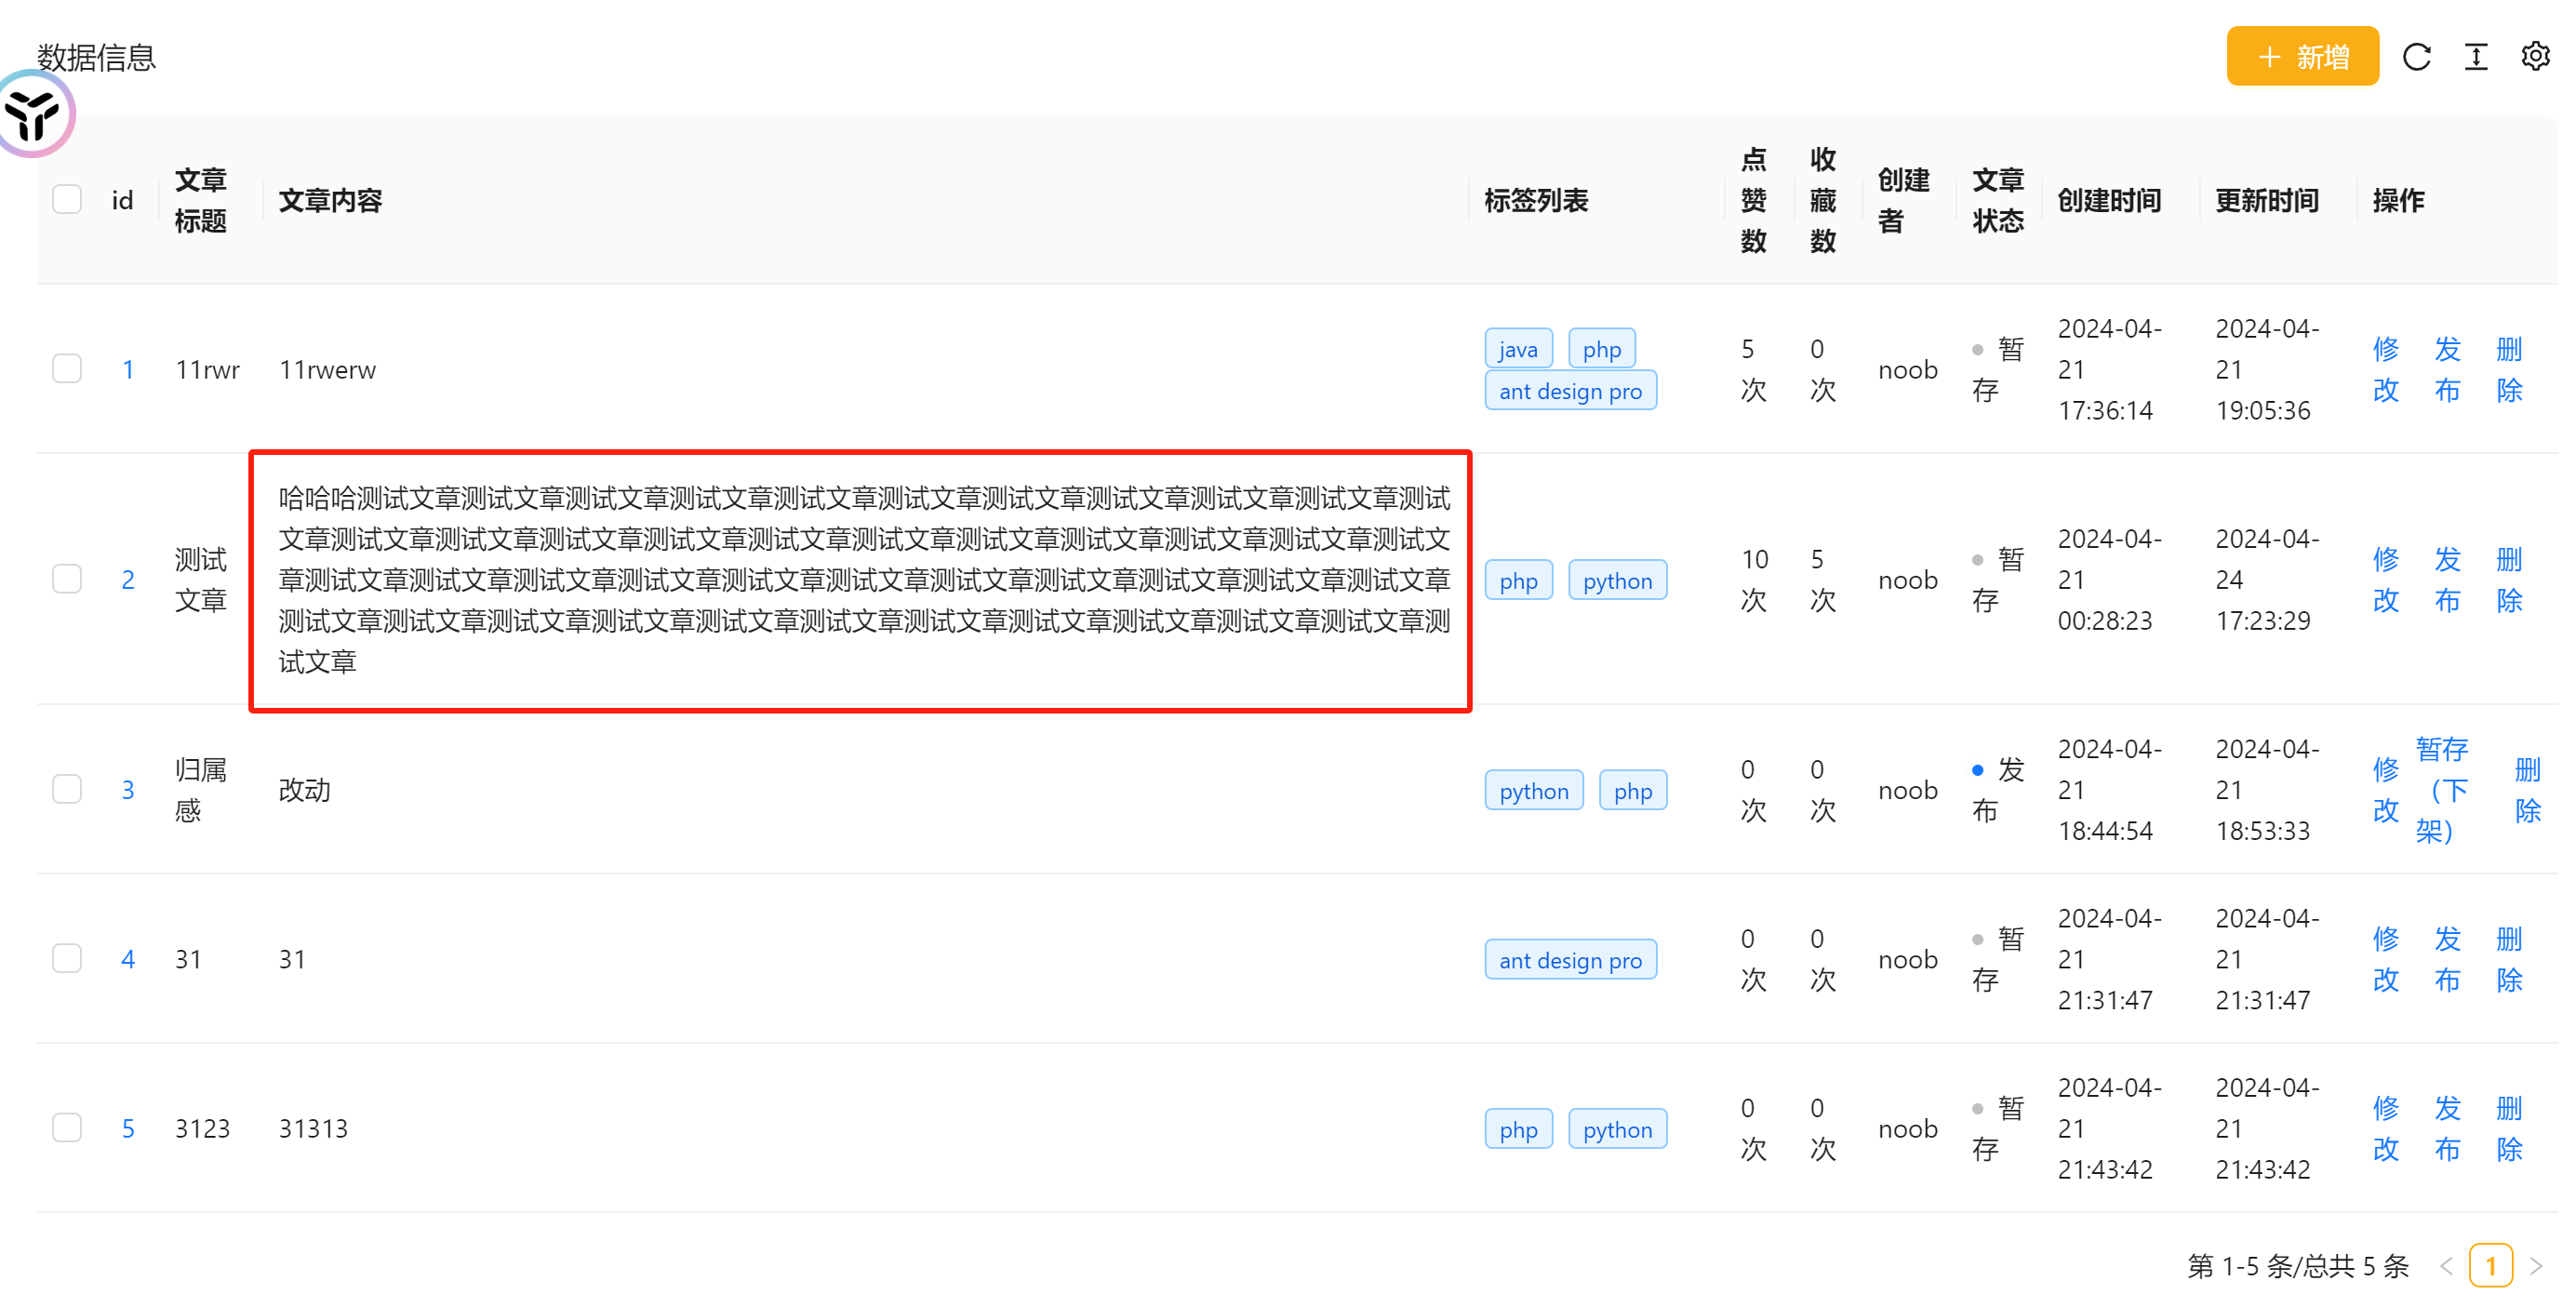 数据信息
新增
id
文章
标题
文章内容
标签列表
点
赞
数
收
藏
数
创建
者
文章
状态
创建时间
更新时间
操作
1
11rwr
11rwerw
java php
ant design pro
5
次
0
次
noob
暂
存
2024-04-
21
17:36:14
2024-04-
21
19:05:36
修
改
发
布
删
除
2
测试
文章
哈哈哈测试文章测试文章测试文章测试文章测试文章测试文章测试文章测试文章测试文章测试文章测试
文章测试文章测试文章测试文章测试文章测试文章测试文章测试文章测试文章测试文章测试文章测试文
章测试文章测试文章测试文章测试文章测试文章测试文章测试文章测试文章测试文章测试文章测试文章
测试文章测试文章测试文章测试文章测试文章测试文章测试文章测试文章测试文章测试文章测试文章测
试文章
php python
10
次
5
次
noob
暂
存
2024-04-
21
00:28:23
2024-04-
24
17:23:29
修
改
发
布
删
除
3
归属
感
改动
python php
0
次
0
次
noob
发
布
2024-04-
21
18:44:54
2024-04-
21
18:53:33
修
改
暂存
（下
架）
删
除
4
31
31
ant design pro
0
次
0
次
noob
暂
存
2024-04-
21
21:31:47
2024-04-
21
21:31:47
修
改
发
布
删
除
5
3123
31313
php python
0
次
0
次
noob
暂
存
2024-04-
21
21:43:42
2024-04-
21
21:43:42
修
改
发
布
删
除
第 1-5 条/总共 5 条 < 1 >